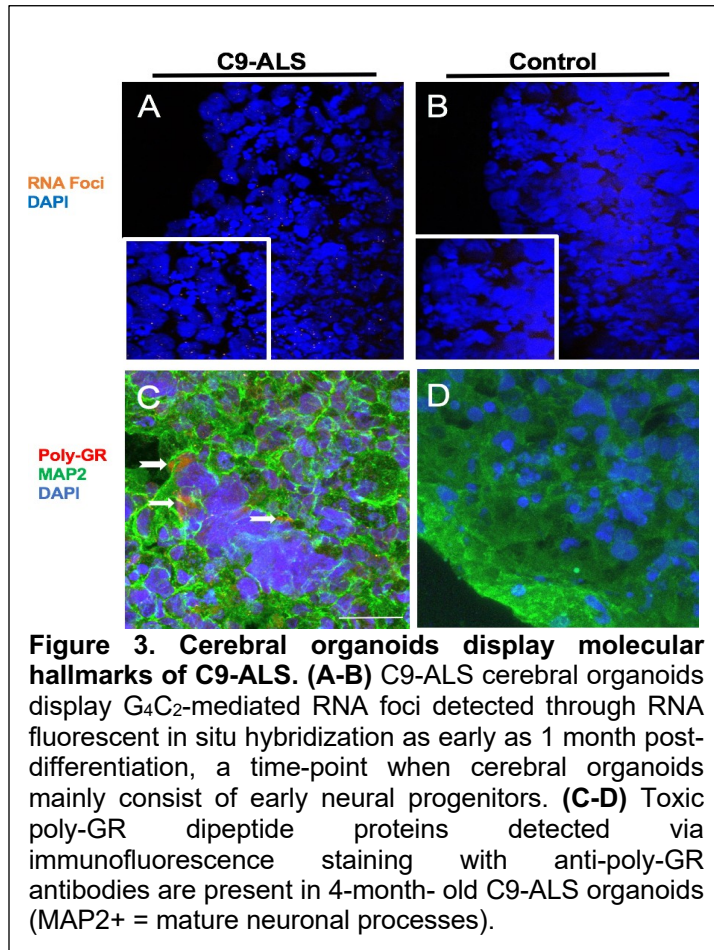 C9-ALS Control
A B
RNA Foci
DAPI
C D
Poly-GR
MAP2
DAPI
Figure 3. Cerebral organoids display molecular
hallmarks of C9-ALS. (A-B) C9-ALS cerebral organoids
display G₄C₂-mediated RNA foci detected through RNA
fluorescent in situ hybridization as early as 1 month post-
differentiation, a time-point when cerebral organoids
mainly consist of early neural progenitors. (C-D) Toxic
poly-GR dipeptide proteins detected via
immunofluorescence staining with anti-poly-GR
antibodies are present in 4-month- old C9-ALS organoids
(MAP2+ = mature neuronal processes).